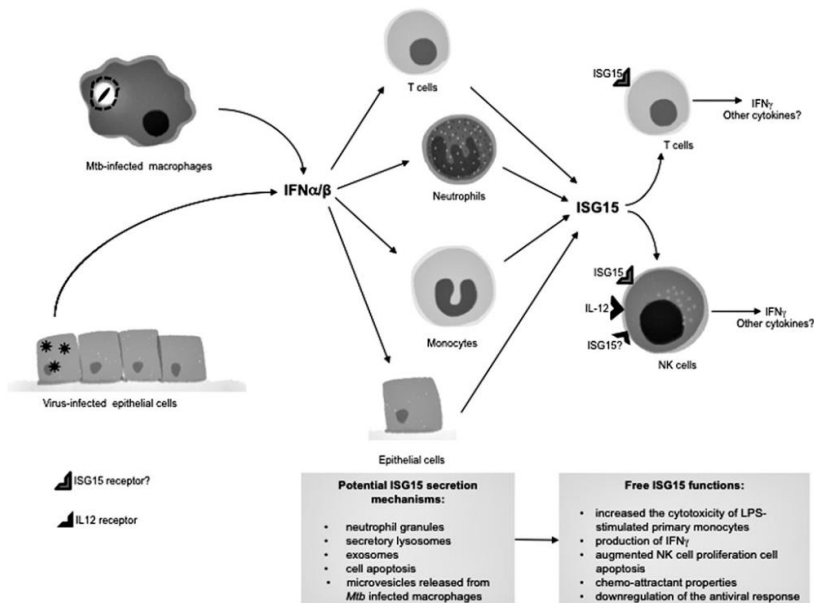 T cells
ISG15
IFNγ
Other cytokines?
T cells
Mtb-infected macrophages
IFNα/β
Neutrophils
ISG15
ISG15
IL-12
ISG15?
IFNγ
Other cytokines?
NK cells
Monocytes
Virus-infected epithelial cells
Epithelial cells
ISG15 receptor?
IL12 receptor
Potential ISG15 secretion
mechanisms:
• neutrophil granules
• secretory lysosomes
• exosomes
• cell apoptosis
• microvesicles released from
Mtb infected macrophages
Free ISG15 functions:
• increased the cytotoxicity of LPS-
stimulated primary monocytes
• production of IFNγ
• augmented NK cell proliferation cell
apoptosis
• chemo-attractant properties
• downregulation of the antiviral response